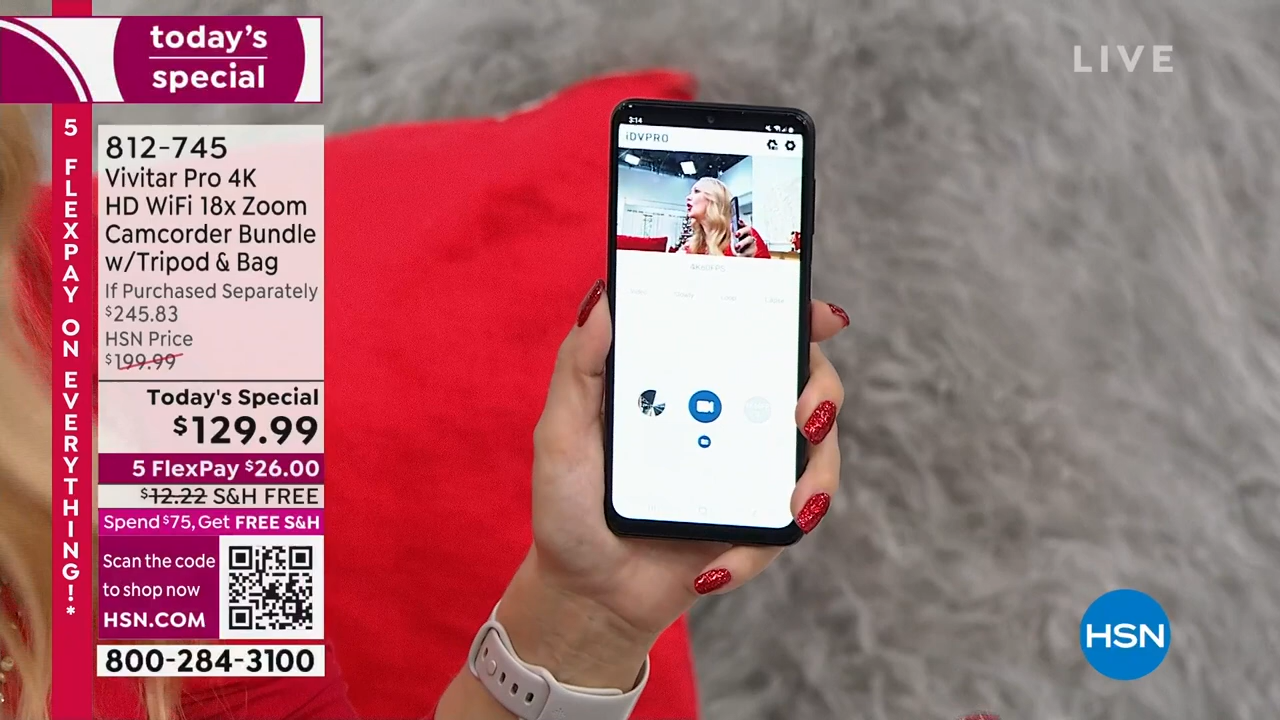 today's
special
LIVE
5 FLEXPAY ON EVERYTHING!*
812-745
Vivitar Pro 4K
HD WiFi 18x Zoom
Camcorder Bundle
w/Tripod & Bag
If Purchased Separately
$245.83
HSN Price
$199.99
Today's Special
$129.99
5 FlexPay $26.00
$12.22 S&H FREE
Spend $75, Get FREE S&H
Scan the code
to shop now
HSN.COM
800-284-3100
3:14
iDVPRO
4K60FPS
HSN